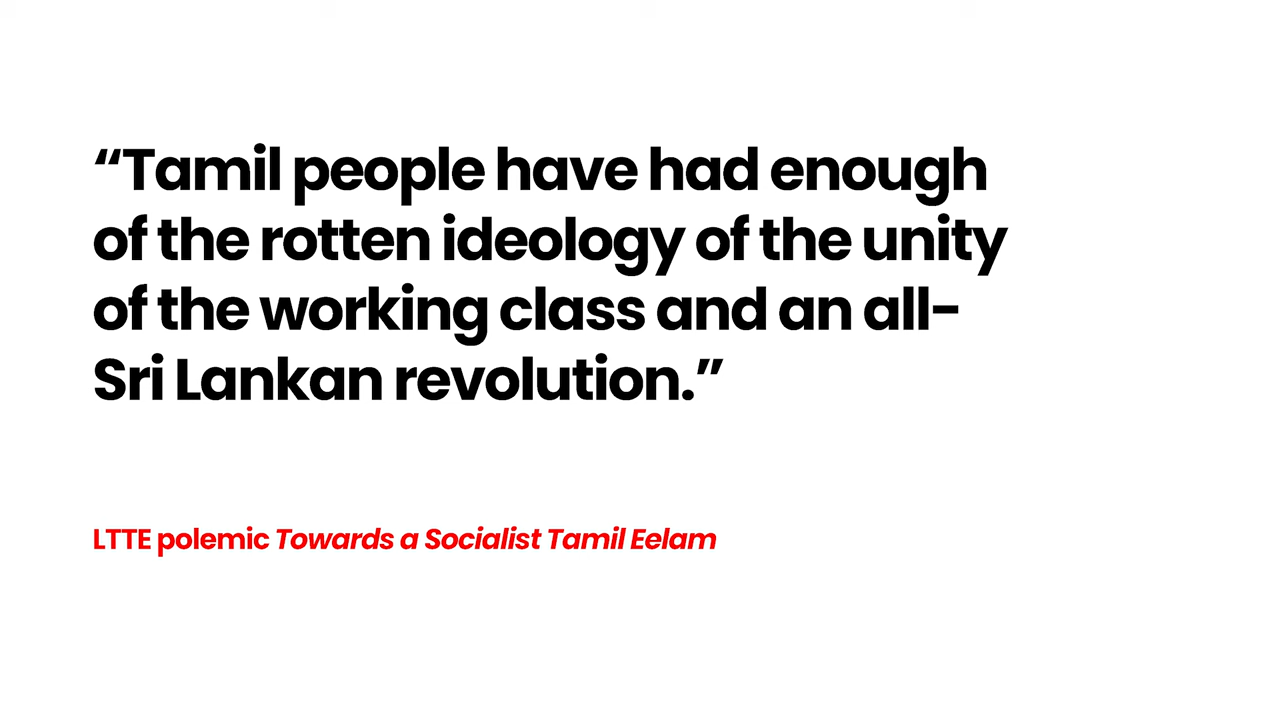 “Tamil people have had enough
of the rotten ideology of the unity
of the working class and an all-
Sri Lankan revolution.”
LTTE polemic Towards a Socialist Tamil Eelam